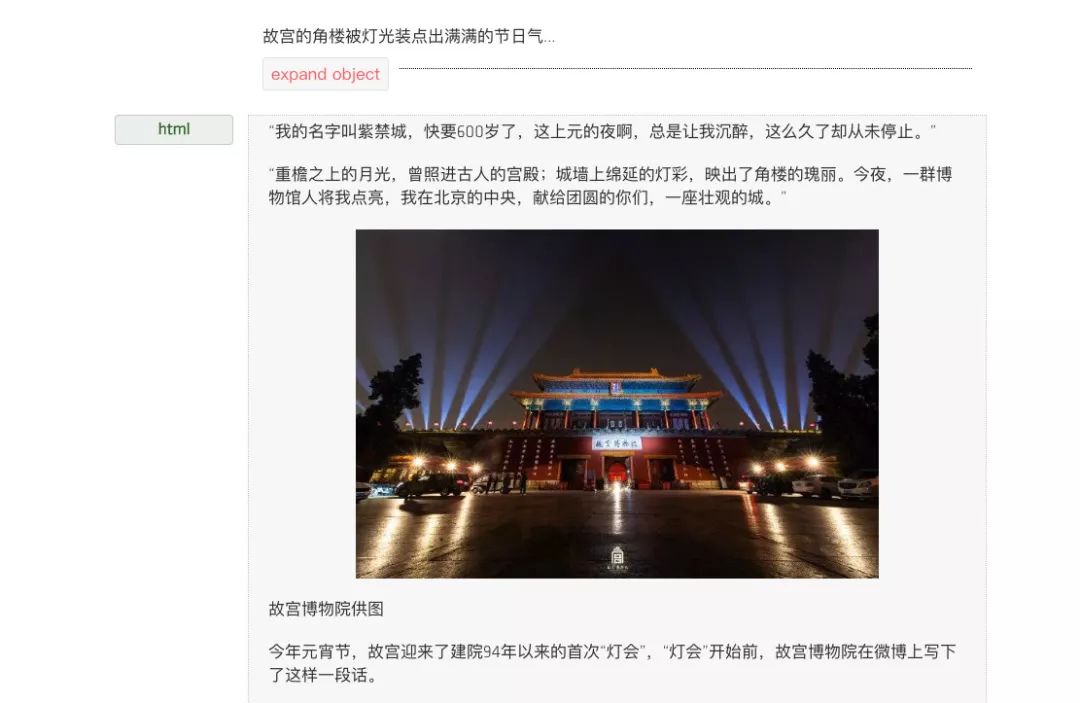 故宫的角楼被灯光装点出满满的节日气...
expand object
html
“我的名字叫紫禁城，快要600岁了，这上元的夜啊，总是让我沉醉，这么久了却从未停止。”
“重檐之上的月光，曾照进古人的宫殿；城墙上绵延的灯彩，映出了角楼的瑰丽。今夜，一群博
物馆人将我点亮，我在北京的中央，献给团圆的你们，一座壮观的城。”
故宫博物院
故宫博物院供图
今年元宵节，故宫迎来了建院94年以来的首次“灯会”，“灯会”开始前，故宫博物院在微博上写下
了这样一段话。